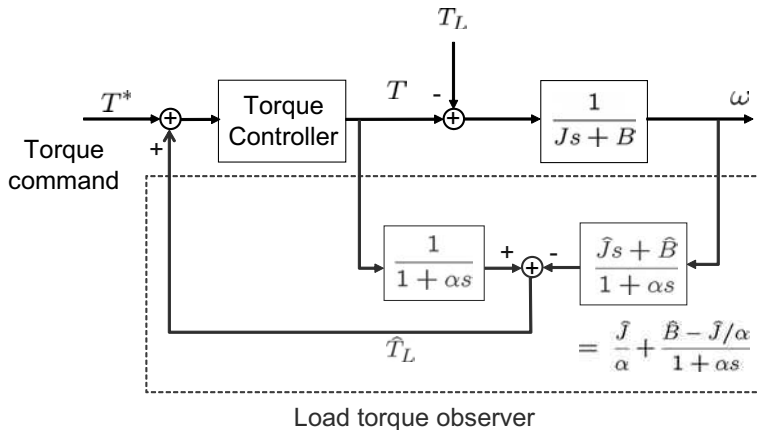 T_L
T^*
Torque
Controller
T
-
1
Js + B
ω
+
Torque
command
1
1 + αs
+
-
Ĵs + B̂
1 + αs
T̂_L
= Ĵ/α + (B̂ − Ĵ/α)/(1 + αs)
Load torque observer